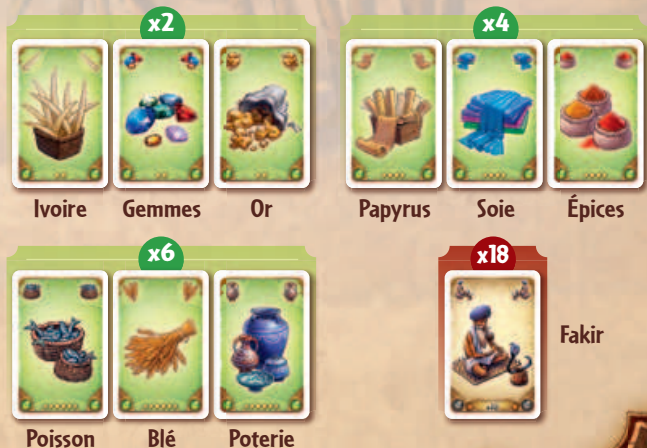 x2
x4
Ivoire Gemmes Or
Papyrus Soie Épices
x6
x18
Fakir
Poisson Blé Poterie